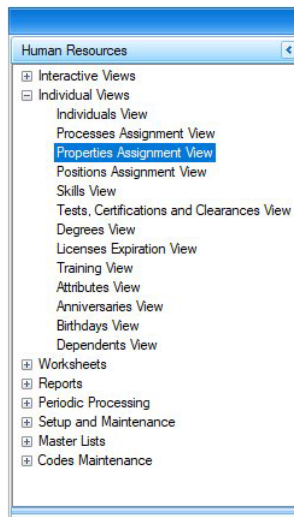 Human Resources
Interactive Views
Individual Views
Individuals View
Processes Assignment View
Properties Assignment View
Positions Assignment View
Skills View
Tests, Certifications and Clearances View
Degrees View
Licenses Expiration View
Training View
Attributes View
Anniversaries View
Birthdays View
Dependents View
Worksheets
Reports
Periodic Processing
Setup and Maintenance
Master Lists
Codes Maintenance